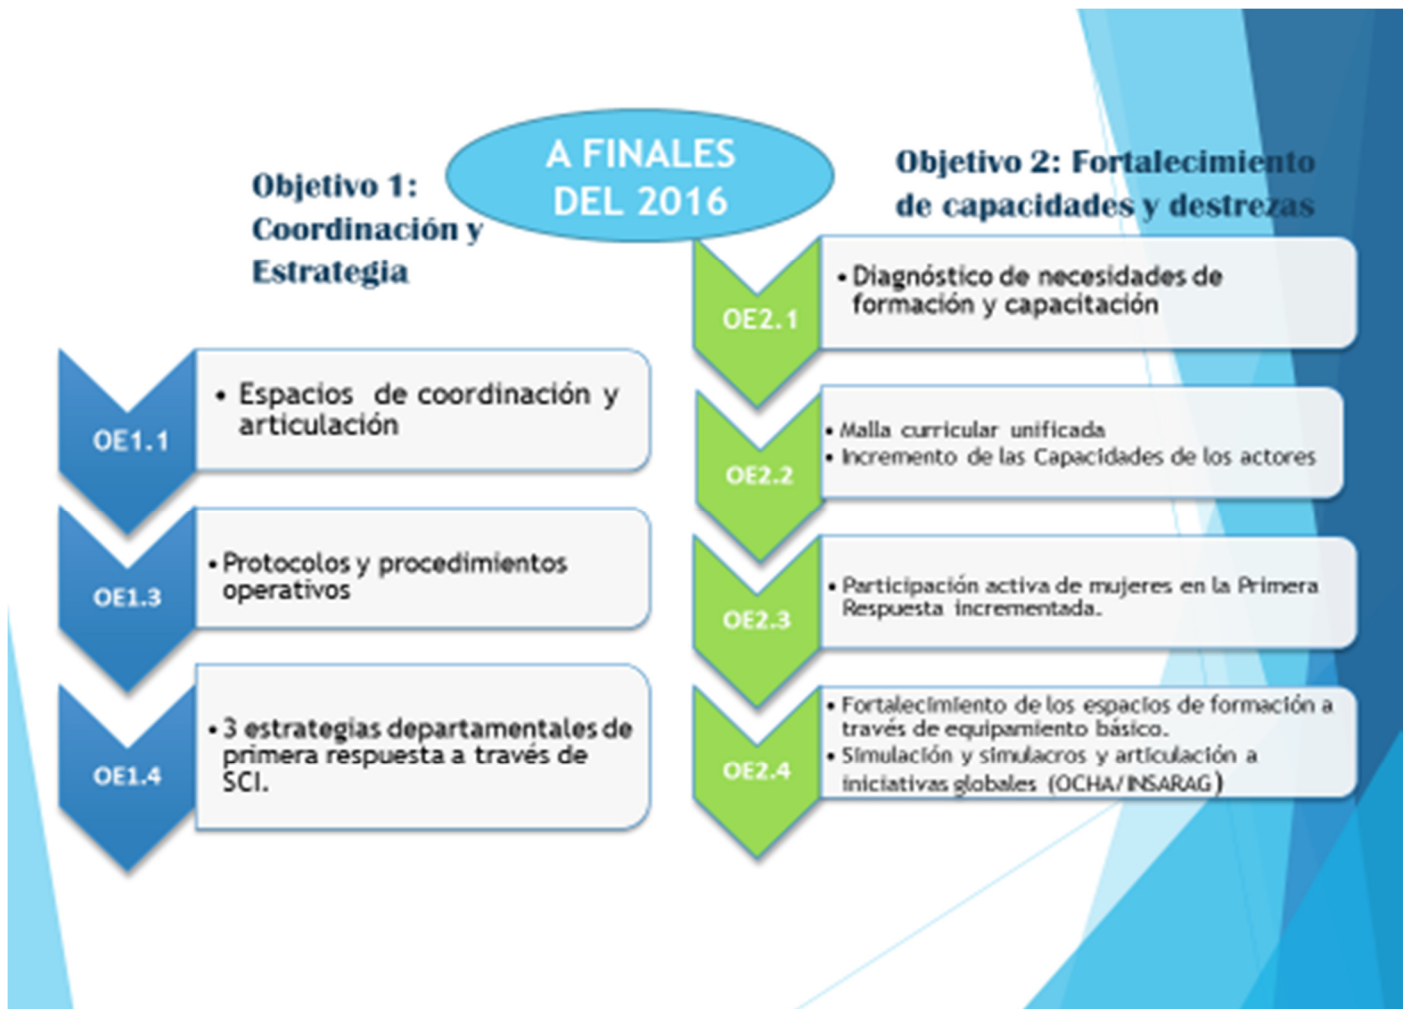 A FINALES
DEL 2016
Objetivo 1:
Coordinación y
Estrategia
OE1.1
• Espacios de coordinación y
articulación
OE1.3
• Protocolos y procedimientos
operativos
OE1.4
• 3 estrategias departamentales de
primera respuesta a través de
SCI.
Objetivo 2: Fortalecimiento
de capacidades y destrezas
OE2.1
• Diagnóstico de necesidades de
formación y capacitación
OE2.2
• Malla curricular unificada
• Incremento de las Capacidades de los actores
OE2.3
• Participación activa de mujeres en la Primera
Respuesta incrementada.
OE2.4
• Fortalecimiento de los espacios de formación a
través de equipamiento básico.
• Simulación y simulacros y articulación a
iniciativas globales (OCHA/INSARAG)